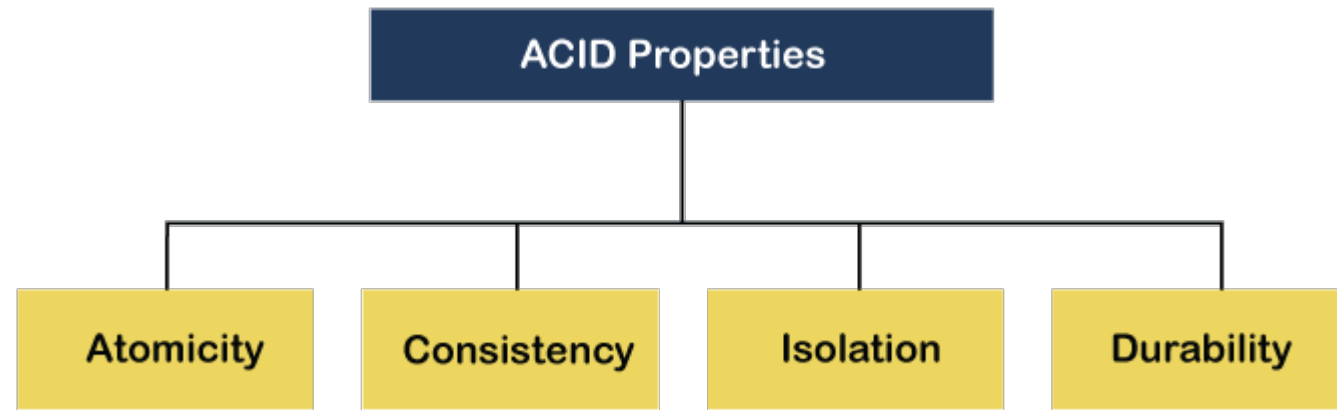 ACID Properties
Atomicity
Consistency
Isolation
Durability